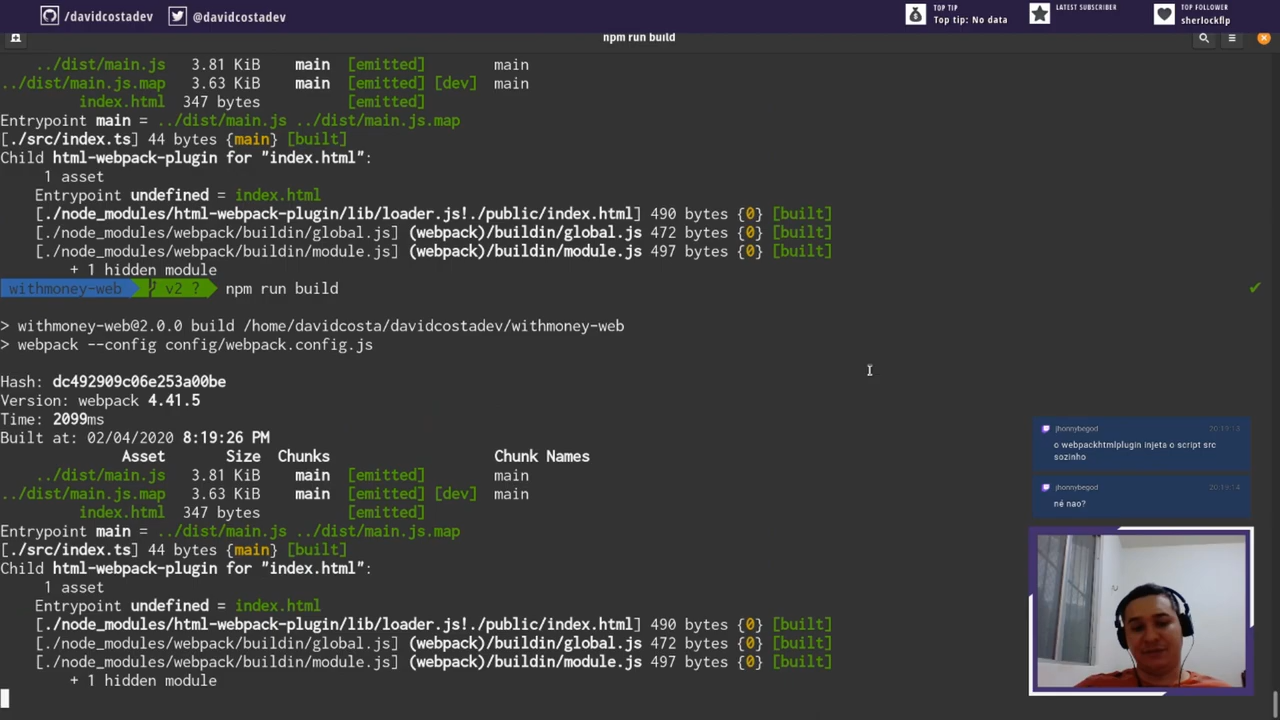 /davidcostadev
@davidcostadev
TOP TIP
Top tip: No data
LATEST SUBSCRIBER
TOP FOLLOWER
sherlockflp
npm run build
../dist/main.js 3.81 KiB main [emitted] main
../dist/main.js.map 3.63 KiB main [emitted] [dev] main
index.html 347 bytes [emitted]
Entrypoint main = ../dist/main.js ../dist/main.js.map
[./src/index.ts] 44 bytes {main} [built]
Child html-webpack-plugin for "index.html":
1 asset
Entrypoint undefined = index.html
[./node_modules/html-webpack-plugin/lib/loader.js!./public/index.html] 490 bytes {0} [built]
[./node_modules/webpack/buildin/global.js] (webpack)/buildin/global.js 472 bytes {0} [built]
[./node_modules/webpack/buildin/module.js] (webpack)/buildin/module.js 497 bytes {0} [built]
+ 1 hidden module
withmoney-web v2 ? npm run build ✔
> withmoney-web@2.0.0 build /home/davidcosta/davidcostadev/withmoney-web
> webpack --config config/webpack.config.js
Hash: dc492909c06e253a00be
Version: webpack 4.41.5
Time: 2099ms
Built at: 02/04/2020 8:19:26 PM
Asset Size Chunks Chunk Names
../dist/main.js 3.81 KiB main [emitted] main
../dist/main.js.map 3.63 KiB main [emitted] [dev] main
index.html 347 bytes [emitted]
Entrypoint main = ../dist/main.js ../dist/main.js.map
[./src/index.ts] 44 bytes {main} [built]
Child html-webpack-plugin for "index.html":
1 asset
Entrypoint undefined = index.html
[./node_modules/html-webpack-plugin/lib/loader.js!./public/index.html] 490 bytes {0} [built]
[./node_modules/webpack/buildin/global.js] (webpack)/buildin/global.js 472 bytes {0} [built]
[./node_modules/webpack/buildin/module.js] (webpack)/buildin/module.js 497 bytes {0} [built]
+ 1 hidden module
jhonnybegod 20:19:13
o webpackhtmlplugin injeta o script src
sozinho
jhonnybegod 20:19:14
né nao?